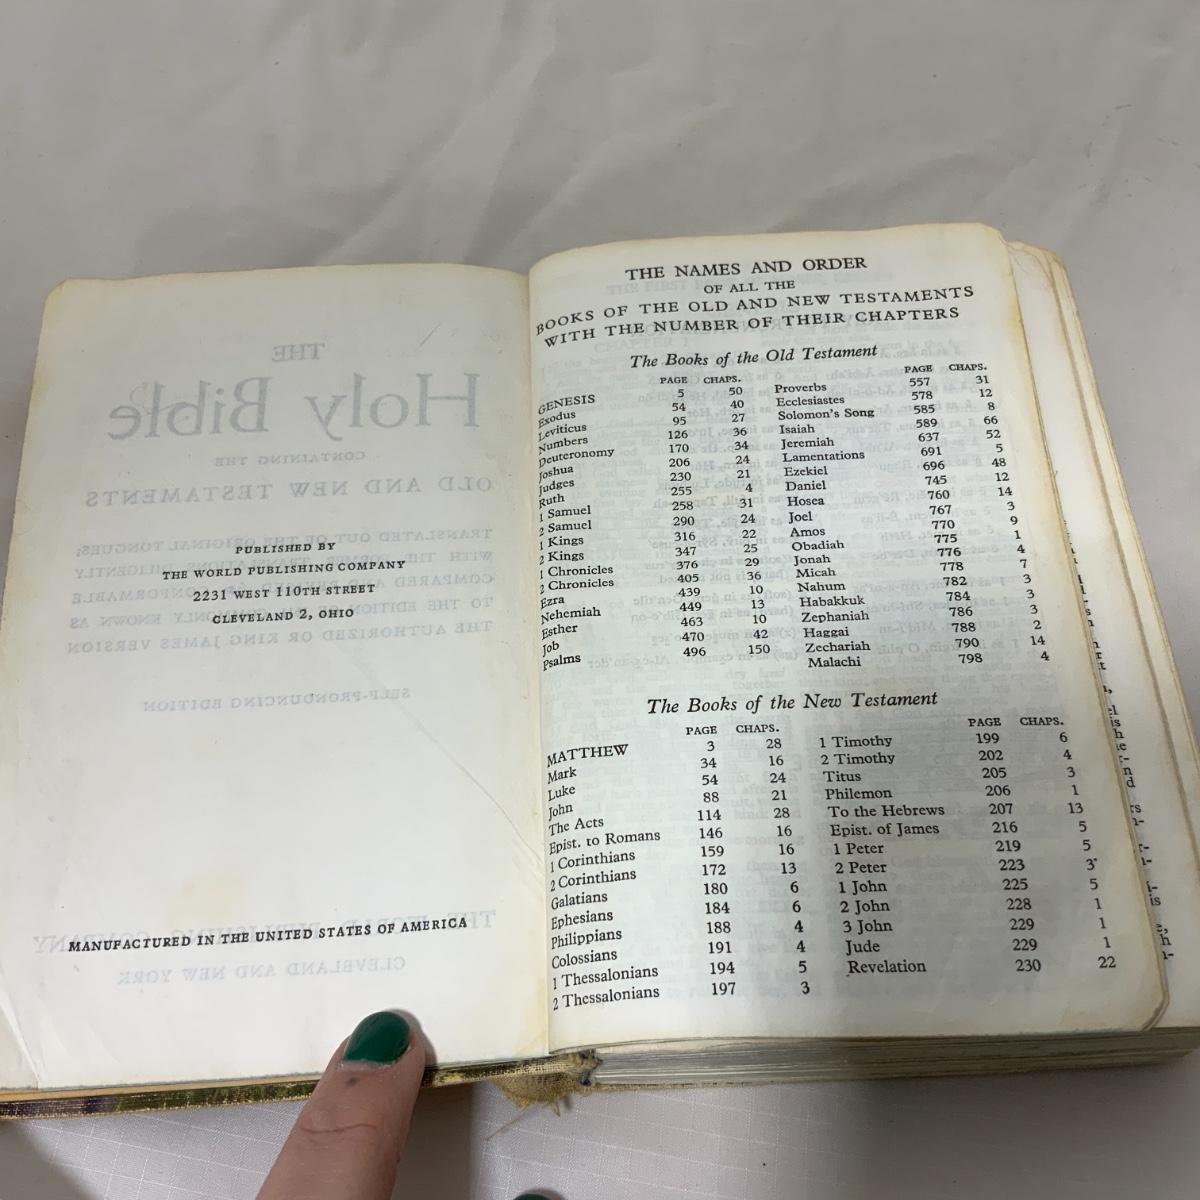 PUBLISHED BY
THE WORLD PUBLISHING COMPANY
2231 WEST 110TH STREET
CLEVELAND 2, OHIO
MANUFACTURED IN THE UNITED STATES OF AMERICA
THE NAMES AND ORDER
OF ALL THE
BOOKS OF THE OLD AND NEW TESTAMENTS
WITH THE NUMBER OF THEIR CHAPTERS
The Books of the Old Testament
PAGE CHAPS.
GENESIS 5 50
Exodus 54 40
Leviticus 95 27
Numbers 126 36
Deuteronomy 170 34
Joshua 206 24
Judges 230 21
Ruth 255 4
1 Samuel 258 31
2 Samuel 290 24
1 Kings 316 22
2 Kings 347 25
1 Chronicles 376 29
2 Chronicles 405 36
Ezra 439 10
Nehemiah 449 13
Esther 463 10
Job 470 42
Psalms 496 150
PAGE CHAPS.
Proverbs 557 31
Ecclesiastes 578 12
Solomon's Song 585 8
Isaiah 589 66
Jeremiah 637 52
Lamentations 691 5
Ezekiel 696 48
Daniel 745 12
Hosea 760 14
Joel 767 3
Amos 770 9
Obadiah 775 1
Jonah 776 4
Micah 778 7
Nahum 782 3
Habakkuk 784 3
Zephaniah 786 3
Haggai 788 2
Zechariah 790 14
Malachi 798 4
The Books of the New Testament
PAGE CHAPS.
MATTHEW 3 28
Mark 34 16
Luke 54 24
John 88 21
The Acts 114 28
Epist. to Romans 146 16
1 Corinthians 159 16
2 Corinthians 172 13
Galatians 180 6
Ephesians 184 6
Philippians 188 4
Colossians 191 4
1 Thessalonians 194 5
2 Thessalonians 197 3
PAGE CHAPS.
1 Timothy 199 6
2 Timothy 202 4
Titus 205 3
Philemon 206 1
To the Hebrews 207 13
Epist. of James 216 5
1 Peter 219 5
2 Peter 223 3
1 John 225 5
2 John 228 1
3 John 229 1
Jude 229 1
Revelation 230 22